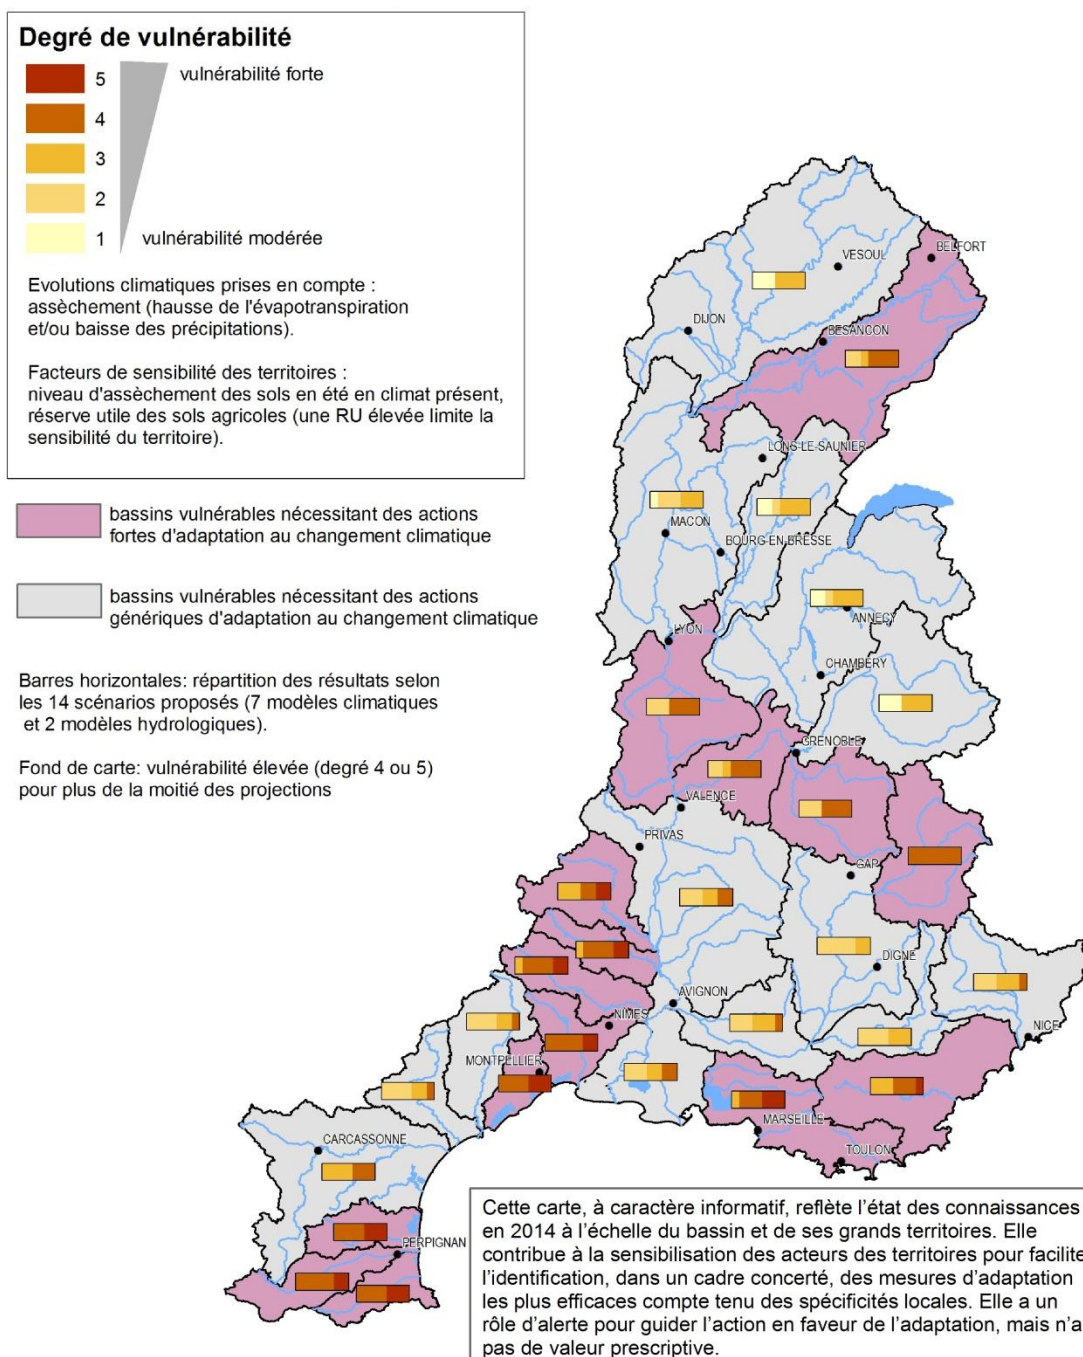 Degré de vulnérabilité
5
vulnérabilité forte
4
3
2
1
vulnérabilité modérée
Evolutions climatiques prises en compte :
assèchement (hausse de l'évapotranspiration
et/ou baisse des précipitations).
Facteurs de sensibilité des territoires :
niveau d'assèchement des sols en été en climat présent,
réserve utile des sols agricoles (une RU élevée limite la
sensibilité du territoire).
bassins vulnérables nécessitant des actions
fortes d'adaptation au changement climatique
bassins vulnérables nécessitant des actions
génériques d'adaptation au changement climatique
Barres horizontales: répartition des résultats selon
les 14 scénarios proposés (7 modèles climatiques
et 2 modèles hydrologiques).
Fond de carte: vulnérabilité élevée (degré 4 ou 5)
pour plus de la moitié des projections
BELFORT
VESOUL
DIJON
BESANCON
LONS-LE-SAUNIER
MACON
BOURG-EN-BRESSE
ANNECY
LYON
CHAMBERY
GRENOBLE
VALENCE
PRIVAS
GAP
DIGNE
AVIGNON
NîMES
NICE
MONTPELLIER
MARSEILLE
TOULON
CARCASSONNE
PERPIGNAN
Cette carte, à caractère informatif, reflète l'état des connaissances
en 2014 à l'échelle du bassin et de ses grands territoires. Elle
contribue à la sensibilisation des acteurs des territoires pour facilite
l'identification, dans un cadre concerté, des mesures d'adaptation
les plus efficaces compte tenu des spécificités locales. Elle a un
rôle d'alerte pour guider l'action en faveur de l'adaptation, mais n'a
pas de valeur prescriptive.